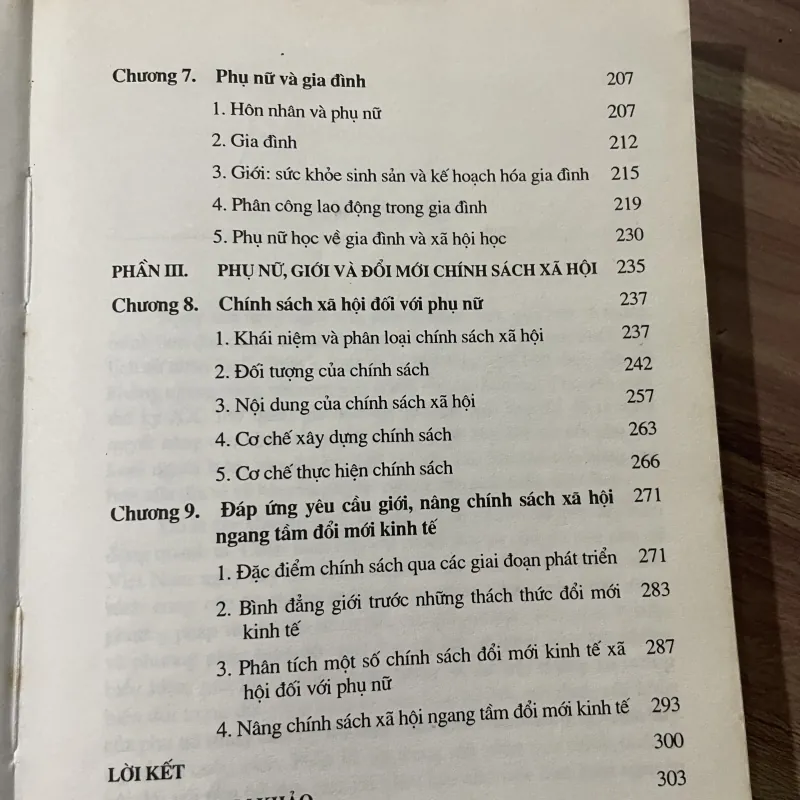 Chương 7. Phụ nữ và gia đình 207
1. Hôn nhân và phụ nữ 207
2. Gia đình 212
3. Giới: sức khỏe sinh sản và kế hoạch hóa gia đình 215
4. Phân công lao động trong gia đình 219
5. Phụ nữ học về gia đình và xã hội học 230
PHẦN III. PHỤ NỮ, GIỚI VÀ ĐỔI MỚI CHÍNH SÁCH XÃ HỘI 235
Chương 8. Chính sách xã hội đối với phụ nữ 237
1. Khái niệm và phân loại chính sách xã hội 237
2. Đối tượng của chính sách 242
3. Nội dung của chính sách xã hội 257
4. Cơ chế xây dựng chính sách 263
5. Cơ chế thực hiện chính sách 266
Chương 9. Đáp ứng yêu cầu giới, nâng chính sách xã hội 271
ngang tầm đổi mới kinh tế
1. Đặc điểm chính sách qua các giai đoạn phát triển 271
2. Bình đẳng giới trước những thách thức đổi mới 283
kinh tế
3. Phân tích một số chính sách đổi mới kinh tế xã 287
hội đối với phụ nữ
4. Nâng chính sách xã hội ngang tầm đổi mới kinh tế 293
LỜI KẾT 300
303